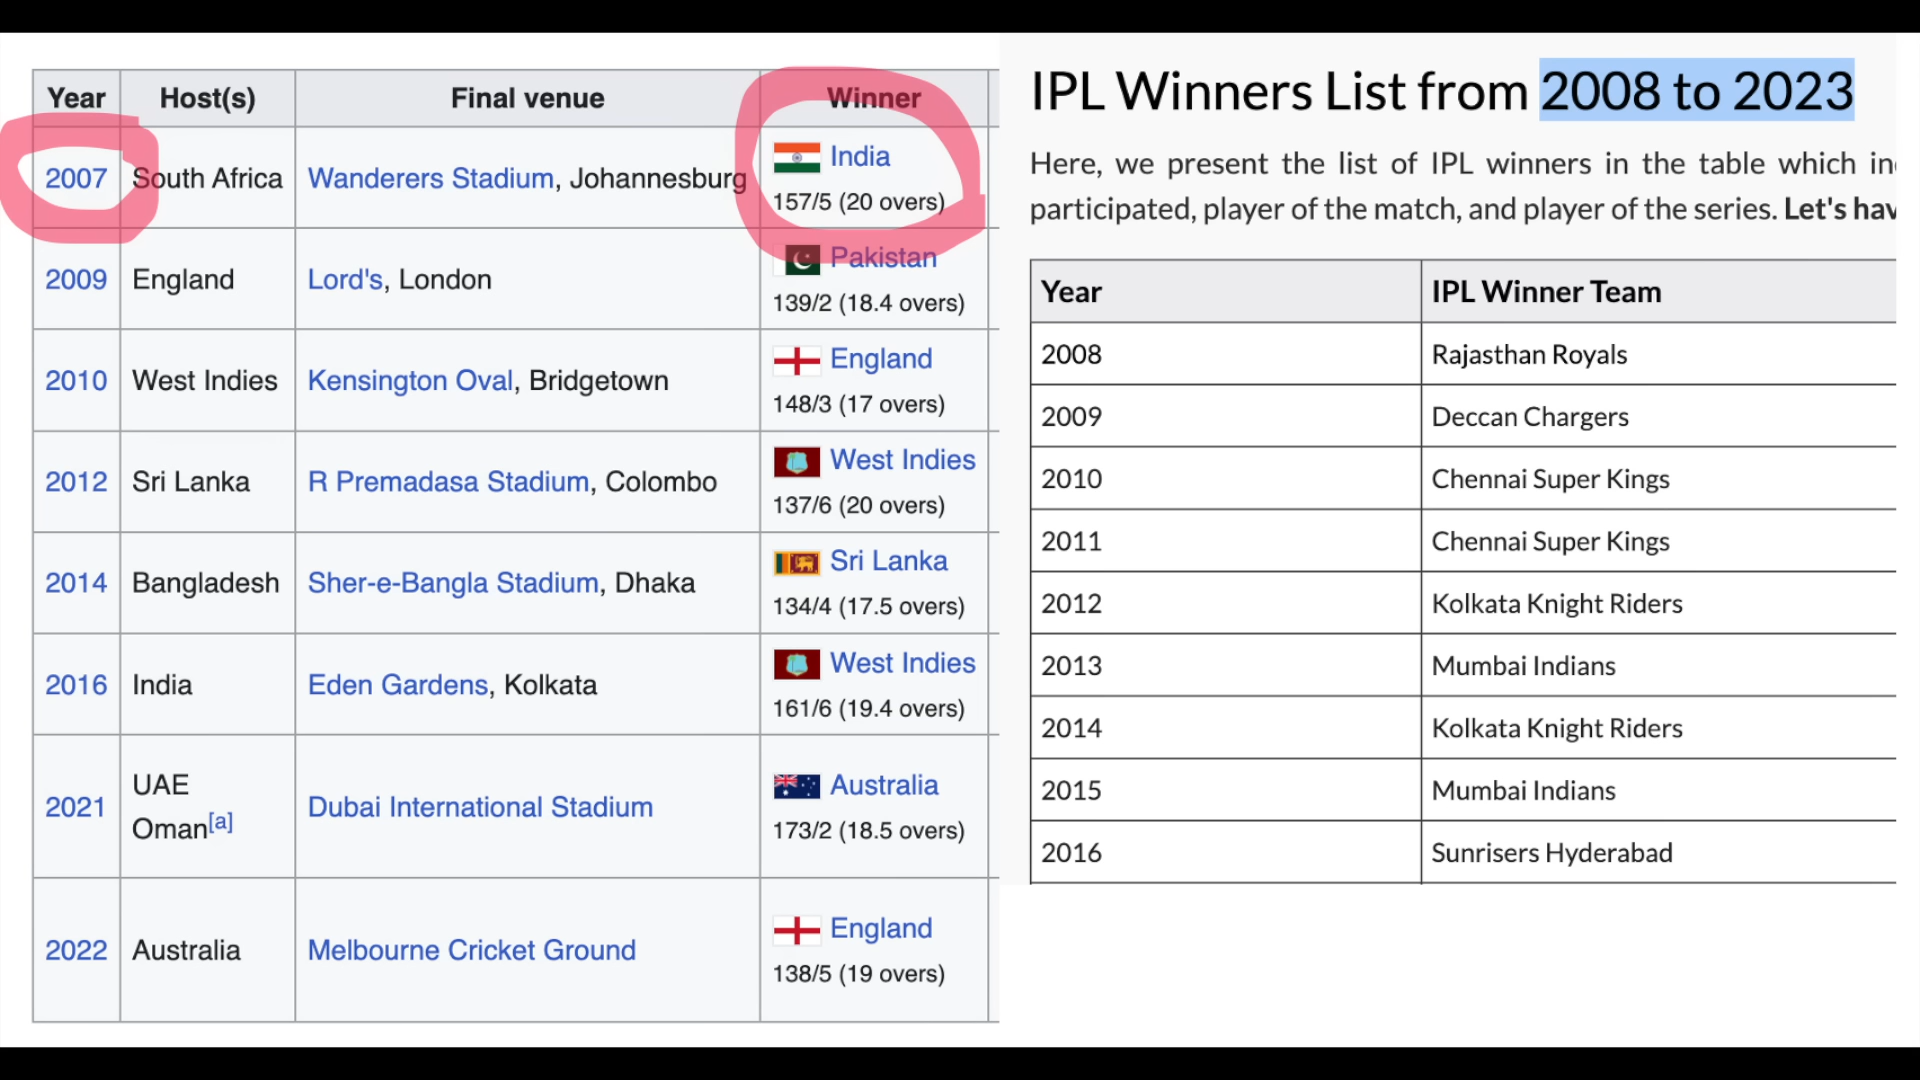 Year Host(s) Final venue Winner
2007 South Africa Wanderers Stadium, Johannesburg India
157/5 (20 overs)
2009 England Lord's, London Pakistan
139/2 (18.4 overs)
2010 West Indies Kensington Oval, Bridgetown England
148/3 (17 overs)
2012 Sri Lanka R Premadasa Stadium, Colombo West Indies
137/6 (20 overs)
2014 Bangladesh Sher-e-Bangla Stadium, Dhaka Sri Lanka
134/4 (17.5 overs)
2016 India Eden Gardens, Kolkata West Indies
161/6 (19.4 overs)
2021 UAE Dubai International Stadium Australia
Oman[a] 173/2 (18.5 overs)
2022 Australia Melbourne Cricket Ground England
138/5 (19 overs)
IPL Winners List from 2008 to 2023
Here, we present the list of IPL winners in the table which
participated, player of the match, and player of the series. Let's
Year IPL Winner Team
2008 Rajasthan Royals
2009 Deccan Chargers
2010 Chennai Super Kings
2011 Chennai Super Kings
2012 Kolkata Knight Riders
2013 Mumbai Indians
2014 Kolkata Knight Riders
2015 Mumbai Indians
2016 Sunrisers Hyderabad